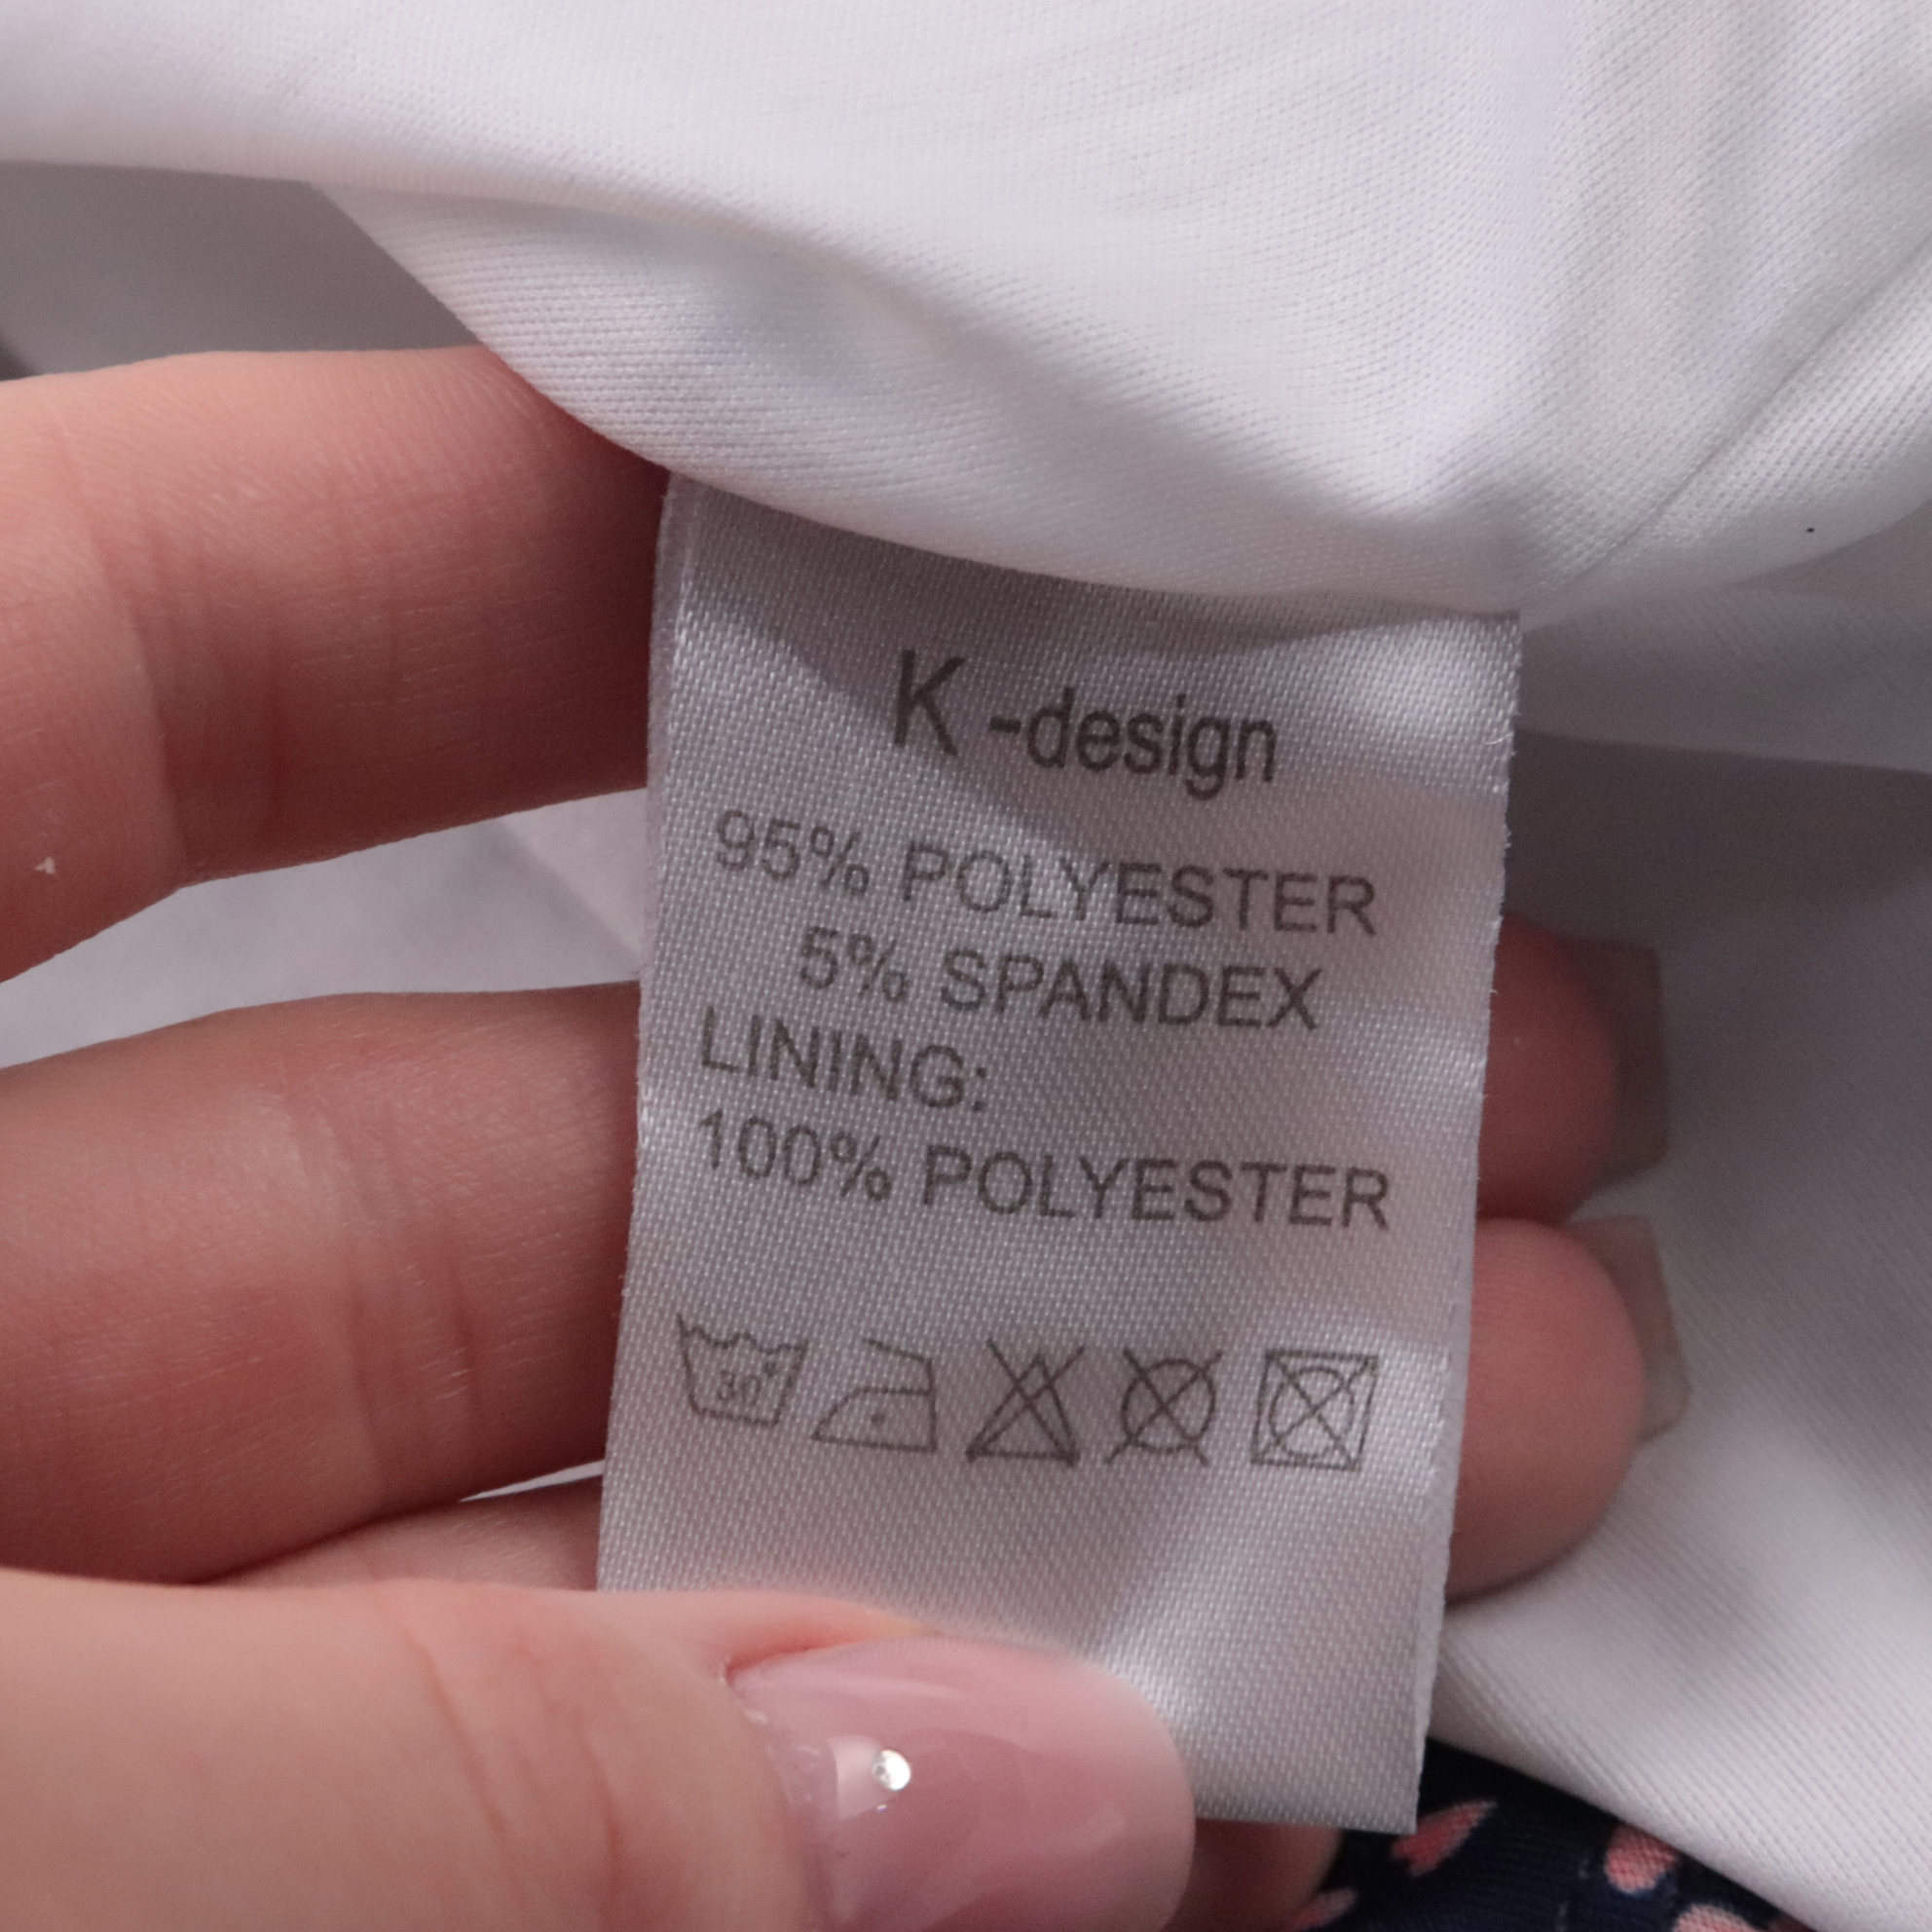 K -design
95% POLYESTER
5% SPANDEX
LINING:
100% POLYESTER
30°